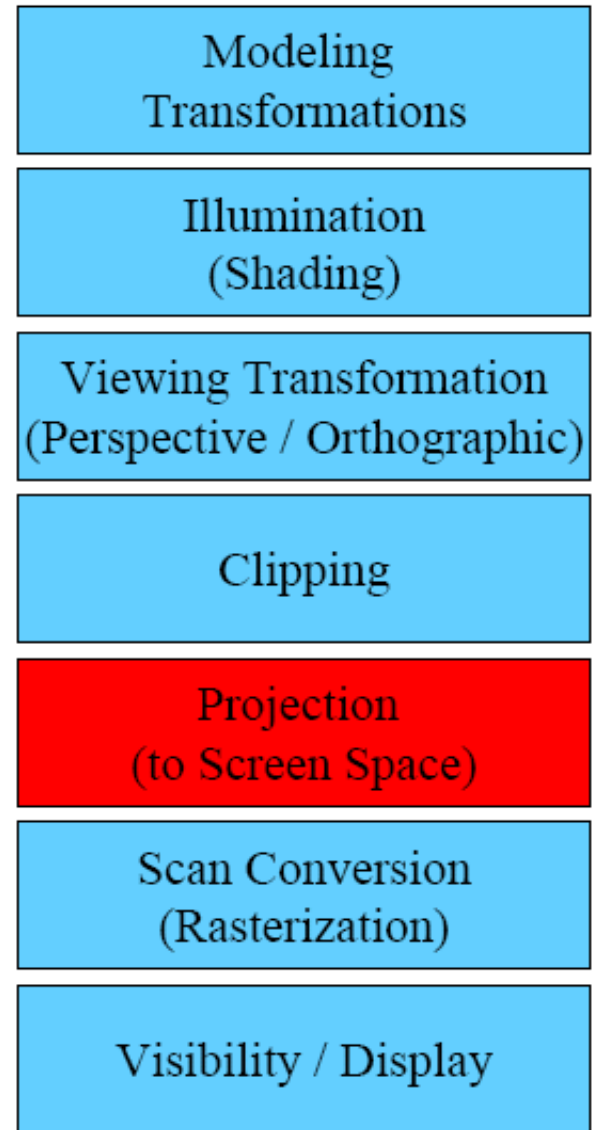 Modeling
Transformations
Illumination
(Shading)
Viewing Transformation
(Perspective / Orthographic)
Clipping
Projection
(to Screen Space)
Scan Conversion
(Rasterization)
Visibility / Display